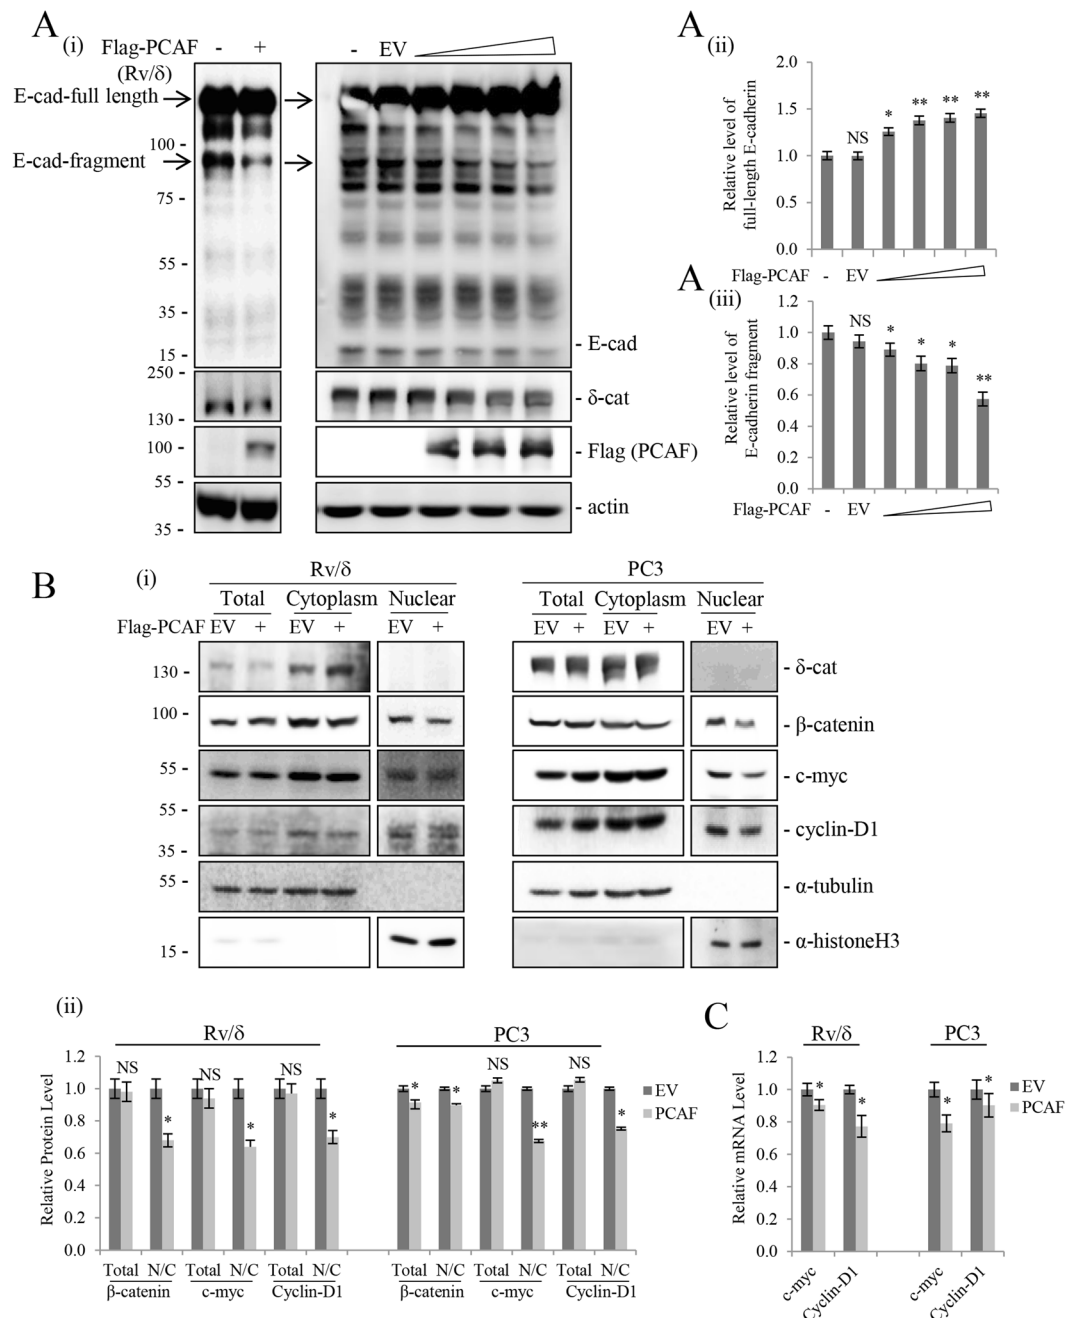 A
(i)
Flag-PCAF - +
(Rv/δ)
- EV
E-cad-full length
100 -
E-cad-fragment
75 -
55 -
35 -
15 -
- E-cad
250 -
- δ-cat
130 -
100 -
- Flag (PCAF)
55 -
- actin
35 -
A
(ii)
Relative level of
full-length E-cadherin
2.0
1.5
1.0
0.5
0.0
NS * ** ** **
Flag-PCAF - EV
A
(iii)
Relative level of
E-cadherin fragment
1.2
1.0
0.8
0.6
0.4
0.2
0.0
NS * * * **
Flag-PCAF - EV
B
(i)
Rv/δ PC3
Total Cytoplasm Nuclear Total Cytoplasm Nuclear
Flag-PCAF EV + EV + EV + EV + EV + EV +
130 - - δ-cat
100 - - β-catenin
55 - - c-myc
55 -
- cyclin-D1
35 -
55 - - α-tubulin
15 - - α-histoneH3
(ii)
Rv/δ PC3
Relative Protein Level
1.2
1.0
0.8
0.6
0.4
0.2
0.0
NS * NS * NS * * * NS ** NS *
EV
PCAF
Total N/C Total N/C Total N/C Total N/C Total N/C Total N/C
β-catenin c-myc Cyclin-D1 β-catenin c-myc Cyclin-D1
C
Rv/δ PC3
Relative mRNA Level
1.2
1.0
0.8
0.6
0.4
0.2
0.0
* * * *
EV
PCAF
c-myc Cyclin-D1 c-myc Cyclin-D1